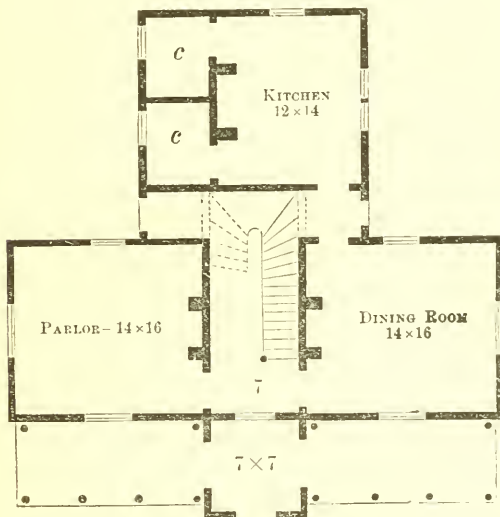 c
KITCHEN
12×14
c
PARLOR–14×16
DINING ROOM
14×16
7
7×7